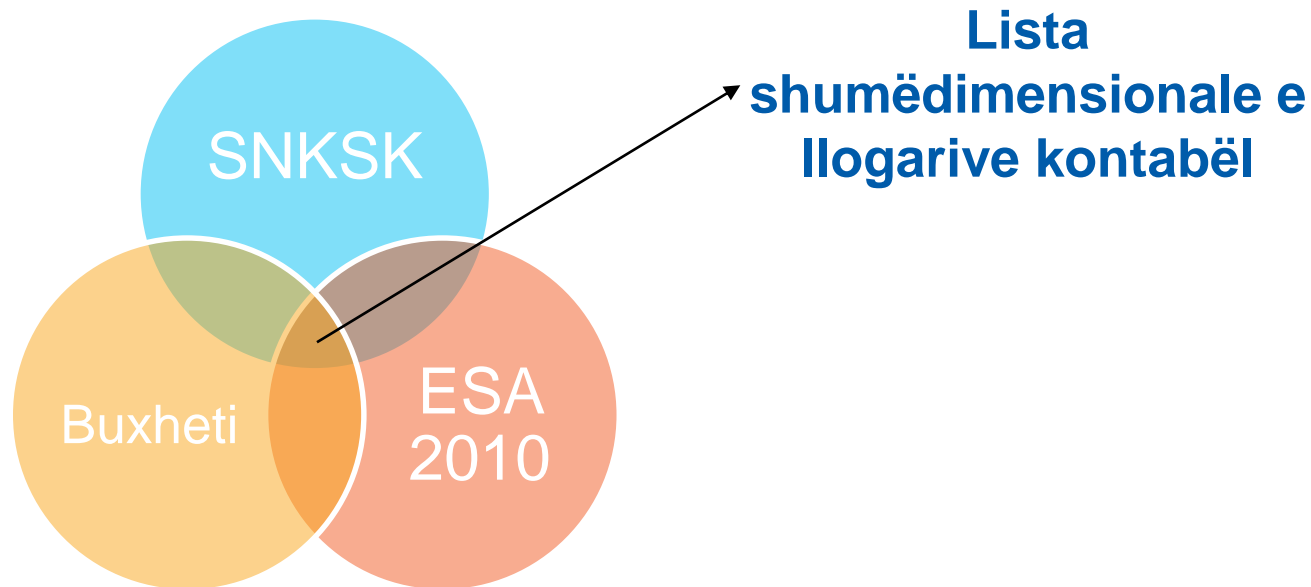 Lista
shumëdimensionale e
llogarive kontabël
SNKSK
Buxheti
ESA
2010